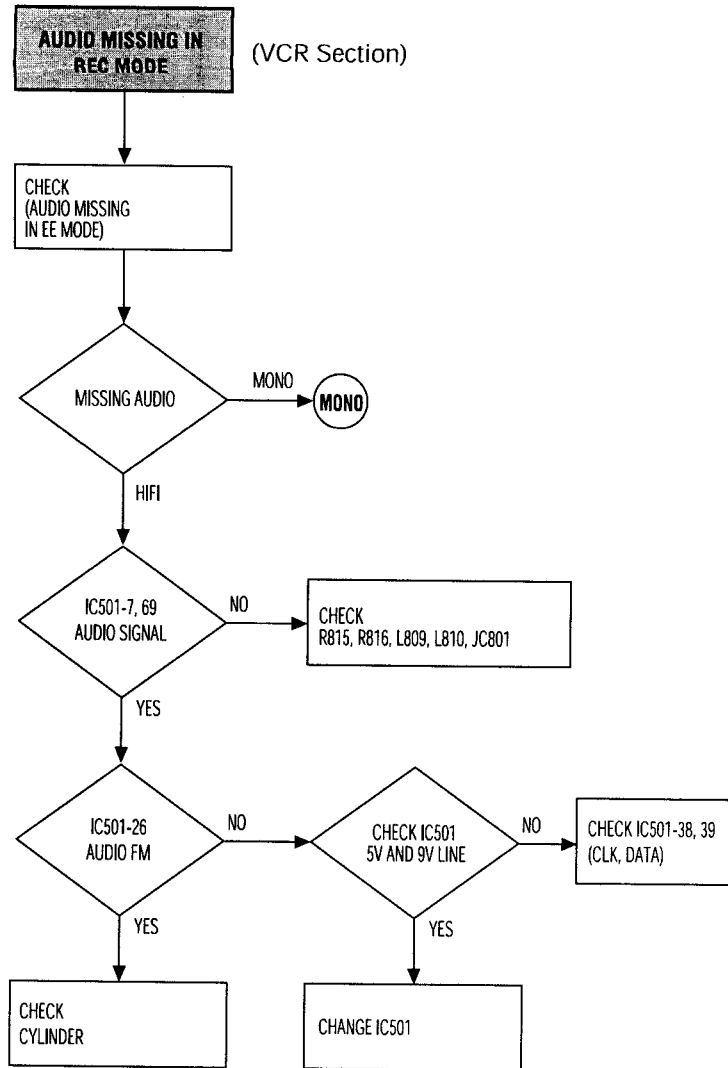 AUDIO MISSING IN
REC MODE
(VCR Section)
CHECK
(AUDIO MISSING
IN EE MODE)
MISSING AUDIO
MONO
MONO
HIFI
IC501-7, 69
AUDIO SIGNAL
NO
CHECK
R815, R816, L809, L810, JC801
YES
IC501-26
AUDIO FM
NO
CHECK IC501
5V AND 9V LINE
NO
CHECK IC501-38, 39
(CLK, DATA)
YES
YES
CHECK
CYLINDER
CHANGE IC501